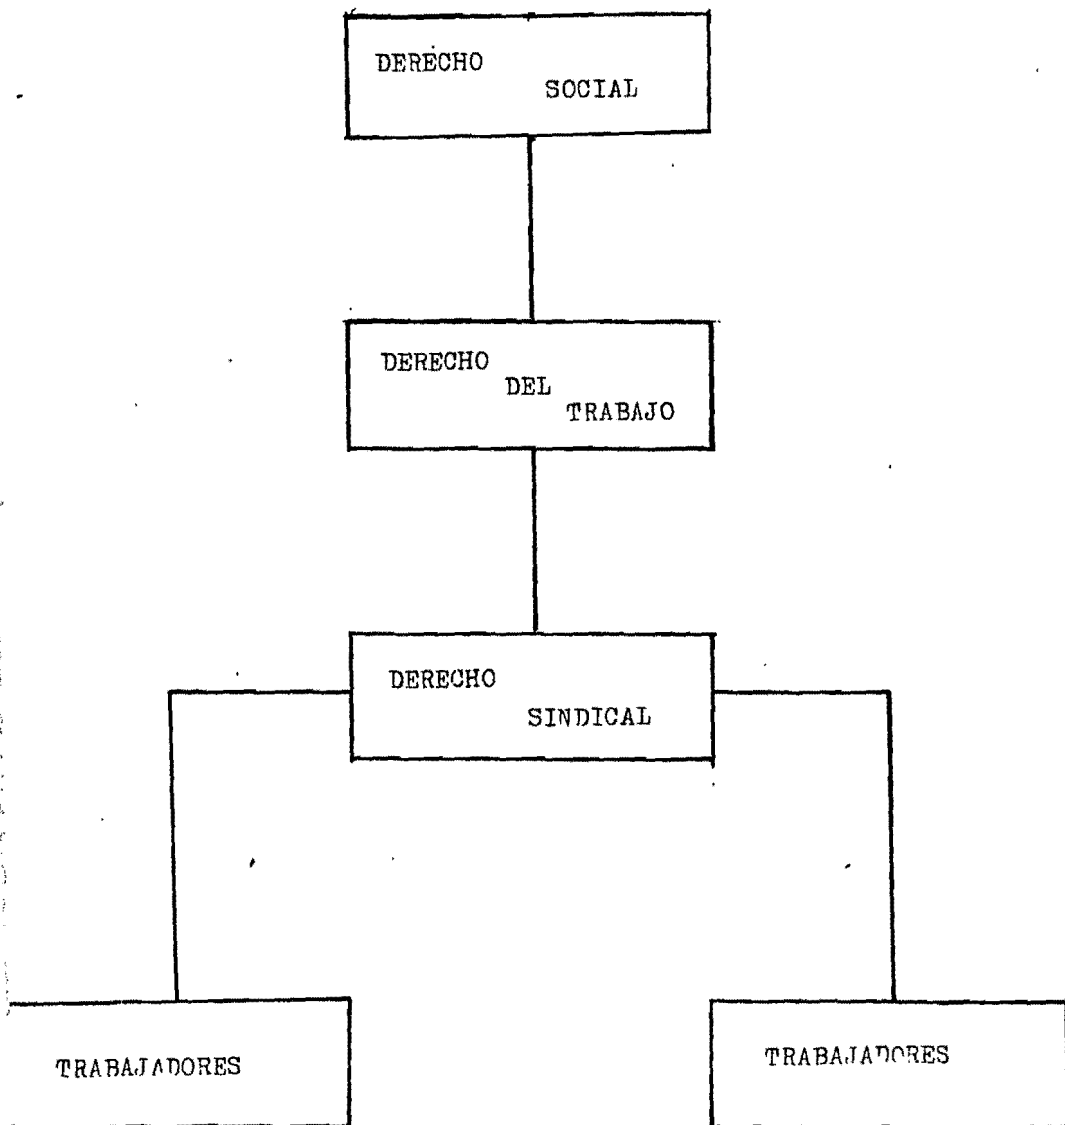 DERECHO
SOCIAL
DERECHO
DEL
TRABAJO
DERECHO
SINDICAL
TRABAJADORES
TRABAJADORES